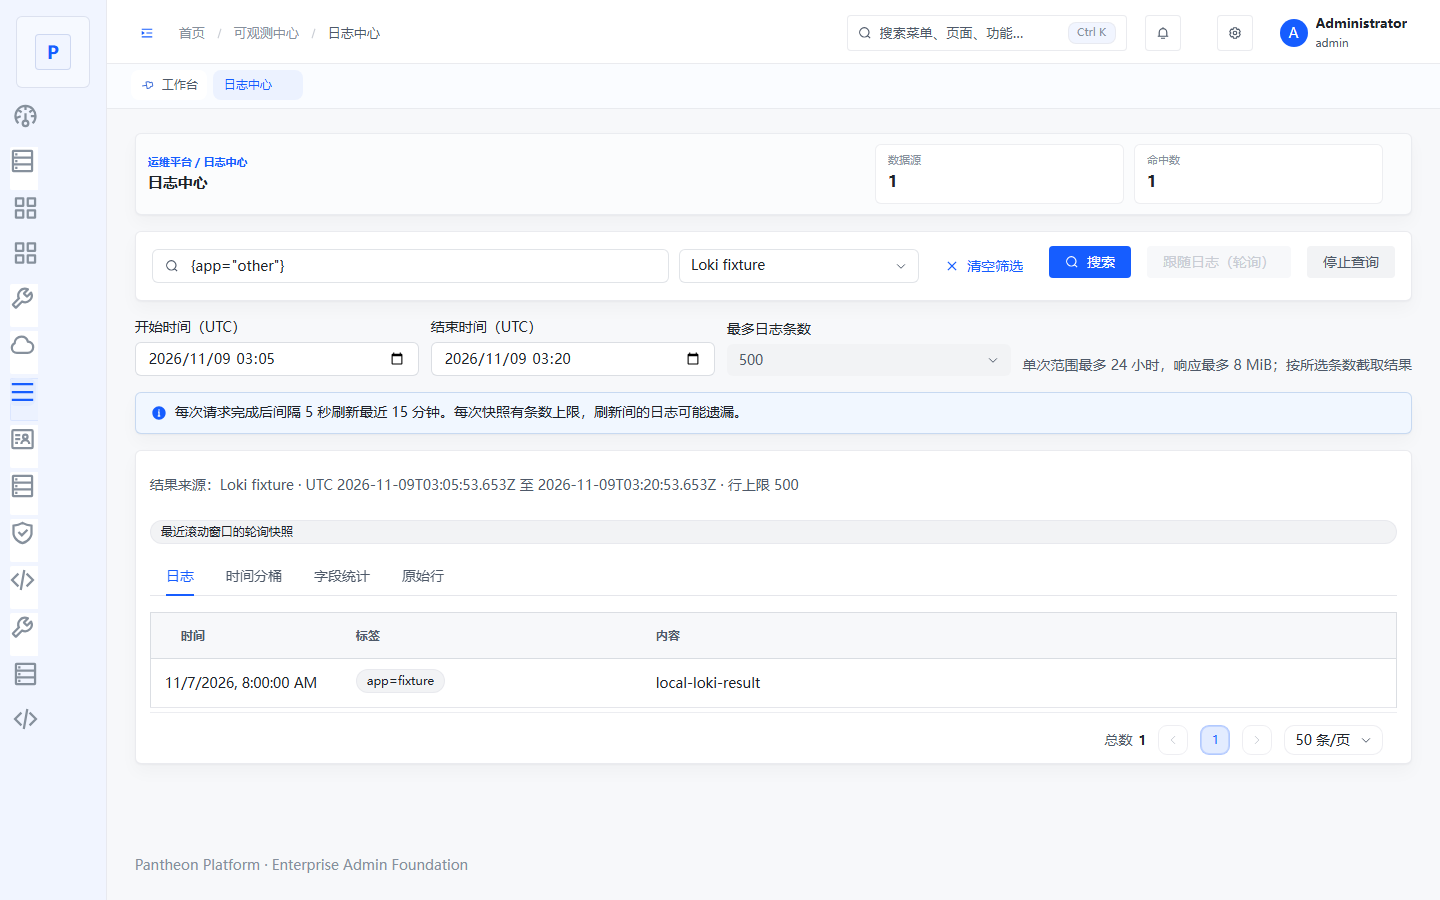 P
首页 / 可观测中心 / 日志中心
搜索菜单、页面、功能... Ctrl K
A
Administrator
admin
工作台
日志中心
运维平台 / 日志中心
日志中心
数据源
1
命中数
1
{app="other"}
Loki fixture
清空筛选
搜索
跟随日志（轮询）
停止查询
开始时间（UTC）
2026/11/09 03:05
结束时间（UTC）
2026/11/09 03:20
最多日志条数
500
单次范围最多 24 小时，响应最多 8 MiB；按所选条数截取结果
每次请求完成后间隔 5 秒刷新最近 15 分钟。每次快照有条数上限，刷新间的日志可能遗漏。
结果来源：Loki fixture · UTC 2026-11-09T03:05:53.653Z 至 2026-11-09T03:20:53.653Z · 行上限 500
最近滚动窗口的轮询快照
日志 时间分桶 字段统计 原始行
时间 标签 内容
11/7/2026, 8:00:00 AM app=fixture local-loki-result
总数 1 1 50 条/页
Pantheon Platform · Enterprise Admin Foundation